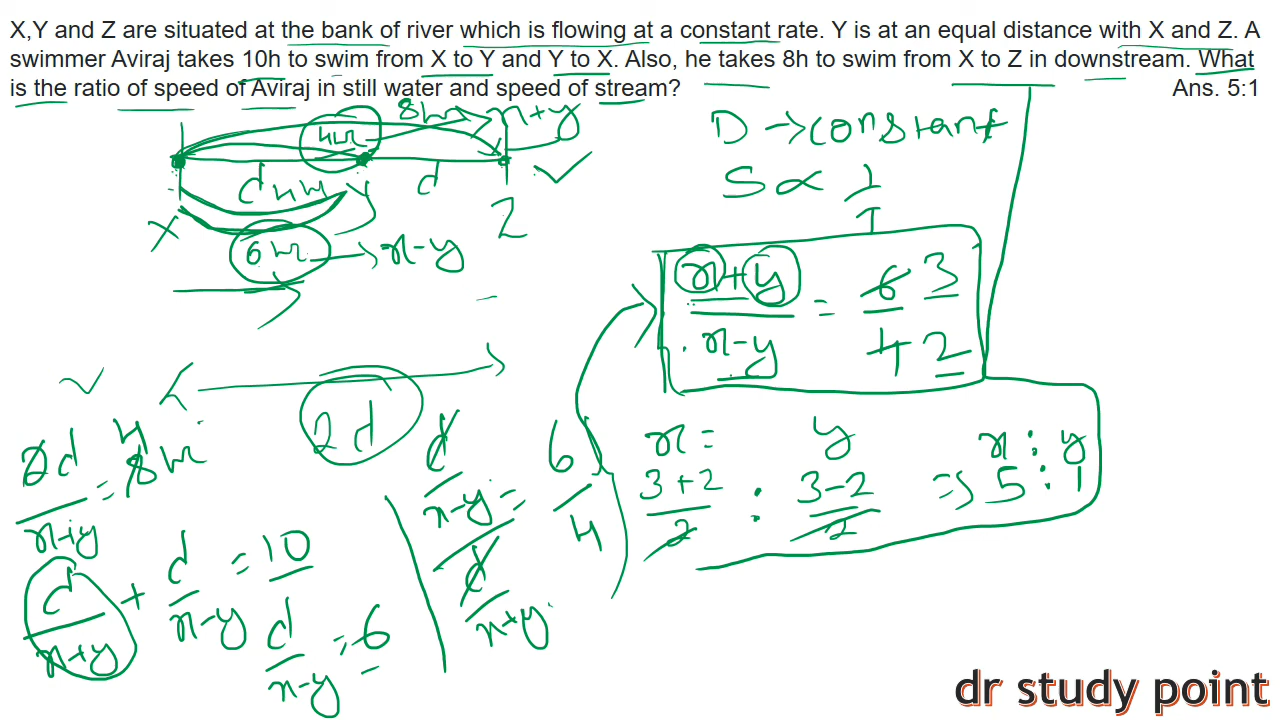 X,Y and Z are situated at the bank of river which is flowing at a constant rate. Y is at an equal distance with X and Z. A
swimmer Aviraj takes 10h to swim from X to Y and Y to X. Also, he takes 8h to swim from X to Z in downstream. What
is the ratio of speed of Aviraj in still water and speed of stream? Ans. 5:1
8hr x+y
4hr
d 4hr Y d
X Z
6hr → x-y
D → constant
S ∝ 1/T
x+y / x-y = 6 3 / 4 2
2d
2d / x+y = 8 4 hr
d / x+y + d / x-y = 10
d / x-y = 6
d / x-y / d / x+y = 6 / 4
x = y x : y
3+2 / 2 : 3-2 / 2 ⇒ 5 : 1
dr study point